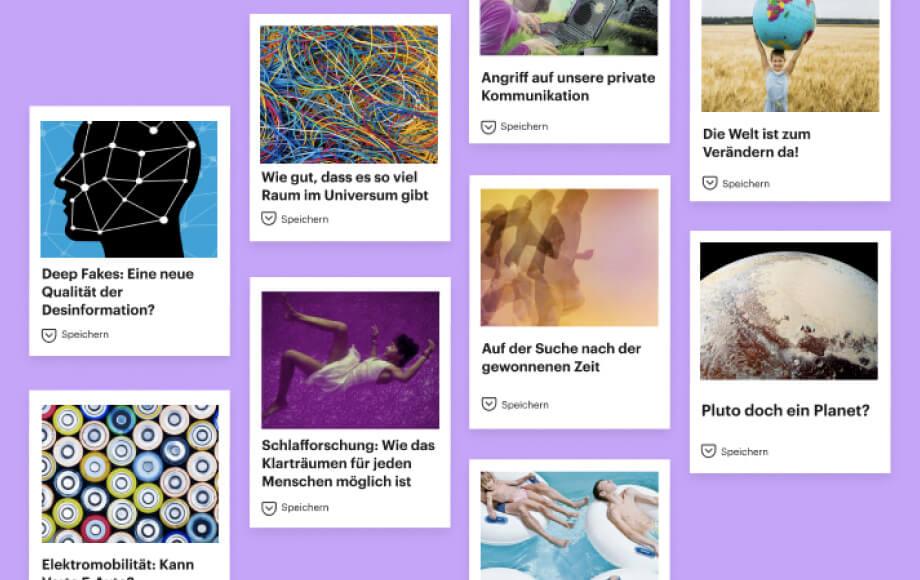 Deep Fakes: Eine neue
Qualität der
Desinformation?
Speichern
Elektromobilität: Kann
Wie gut, dass es so viel
Raum im Universum gibt
Speichern
Schlafforschung: Wie das
Klarträumen für jeden
Menschen möglich ist
Speichern
Angriff auf unsere private
Kommunikation
Speichern
Auf der Suche nach der
gewonnenen Zeit
Speichern
Die Welt ist zum
Verändern da!
Speichern
Pluto doch ein Planet?
Speichern